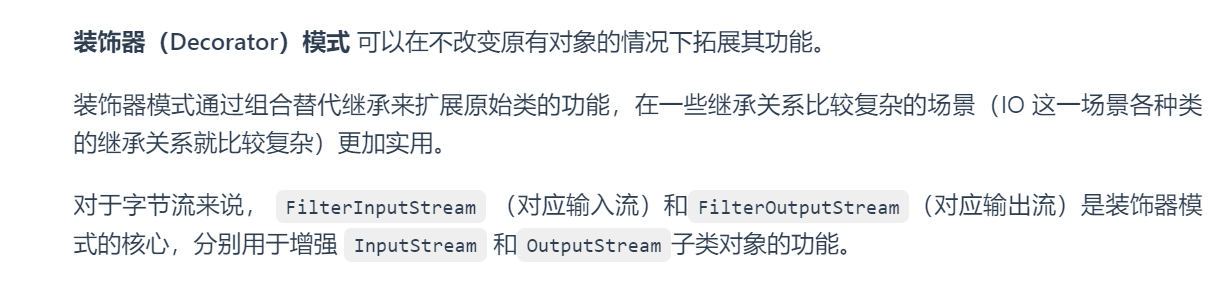 装饰器（Decorator）模式 可以在不改变原有对象的情况下拓展其功能。
装饰器模式通过组合替代继承来扩展原始类的功能，在一些继承关系比较复杂的场景（IO 这一场景各种类
的继承关系就比较复杂）更加实用。
对于字节流来说， FilterInputStream （对应输入流）和 FilterOutputStream（对应输出流）是装饰器模
式的核心，分别用于增强 InputStream 和 OutputStream 子类对象的功能。